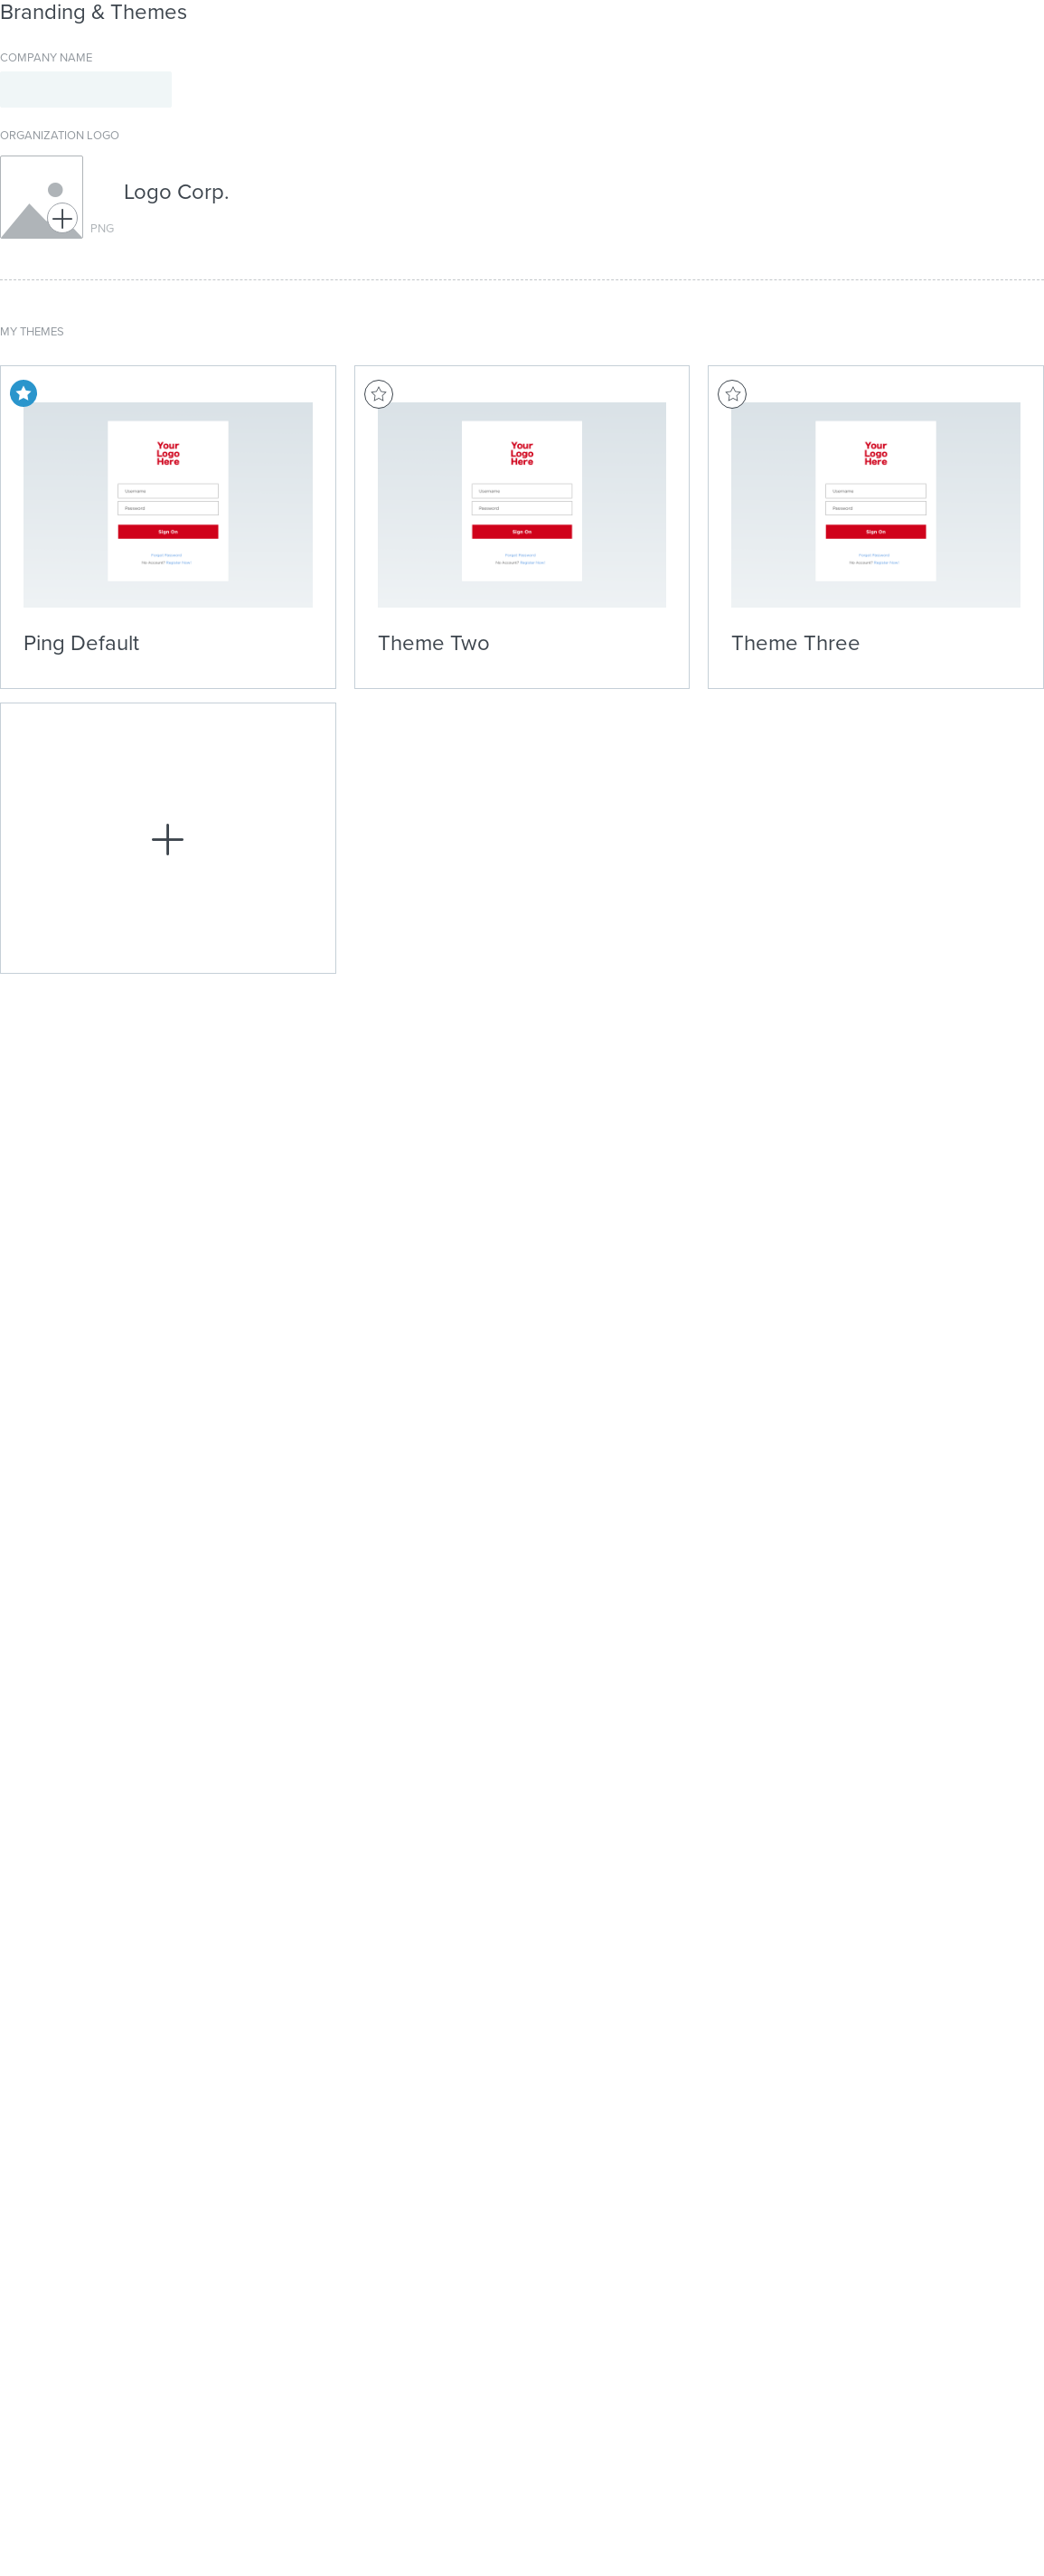 Branding & Themes
COMPANY NAME
ORGANIZATION LOGO
Logo Corp.
PNG
MY THEMES
Your
Logo
Here
Username
Password
Sign On
Forgot Password
No Account? Register Now!
Ping Default
Your
Logo
Here
Username
Password
Sign On
Forgot Password
No Account? Register Now!
Theme Two
Your
Logo
Here
Username
Password
Sign On
Forgot Password
No Account? Register Now!
Theme Three